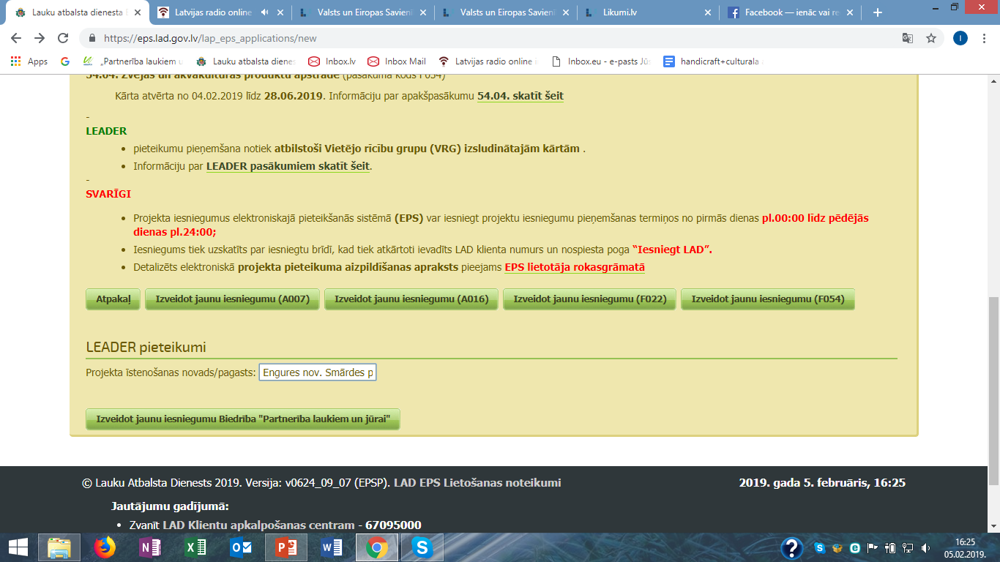 Lauku atbalsta dienesta
Latvijas radio online
Valsts un Eiropas Savieni
Valsts un Eiropas Savieni
Likumi.lv
Facebook — ienāc vai re
https://eps.lad.gov.lv/lap_eps_applications/new
I
Apps
„Partnerība laukiem u
Lauku atbalsta dienes
Inbox.lv
Inbox Mail
Latvijas radio online i
Inbox.eu - e-pasts Jūs
handicraft+culturala
54.04. Zvejas un akvakultūras produktu apstrāde (pasākuma kods F054)
Kārta atvērta no 04.02.2019 līdz 28.06.2019. Informāciju par apakšpasākumu 54.04. skatīt šeit
-
LEADER
• pieteikumu pieņemšana notiek atbilstoši Vietējo rīcību grupu (VRG) izsludinātajām kārtām .
• Informāciju par LEADER pasākumiem skatīt šeit.
-
SVARĪGI
• Projekta iesniegumus elektroniskajā pieteikšanās sistēmā (EPS) var iesniegt projektu iesniegumu pieņemšanas termiņos no pirmās dienas pl.00:00 līdz pēdējās
dienas pl.24:00;
• Iesniegums tiek uzskatīts par iesniegtu brīdī, kad tiek atkārtoti ievadīts LAD klienta numurs un nospiesta poga “Iesniegt LAD”.
• Detalizēts elektroniskā projekta pieteikuma aizpildīšanas apraksts pieejams EPS lietotāja rokasgrāmatā
Atpakaļ
Izveidot jaunu iesniegumu (A007)
Izveidot jaunu iesniegumu (A016)
Izveidot jaunu iesniegumu (F022)
Izveidot jaunu iesniegumu (F054)
LEADER pieteikumi
Projekta īstenošanas novads/pagasts: Engures nov. Smārdes p
Izveidot jaunu iesniegumu Biedrība "Partnerība laukiem un jūrai"
© Lauku Atbalsta Dienests 2019. Versija: v0624_09_07 (EPSP). LAD EPS Lietošanas noteikumi
2019. gada 5. februāris, 16:25
Jautājumu gadījumā:
• Zvanīt LAD Klientu apkalpošanas centram - 67095000
16:25
05.02.2019.